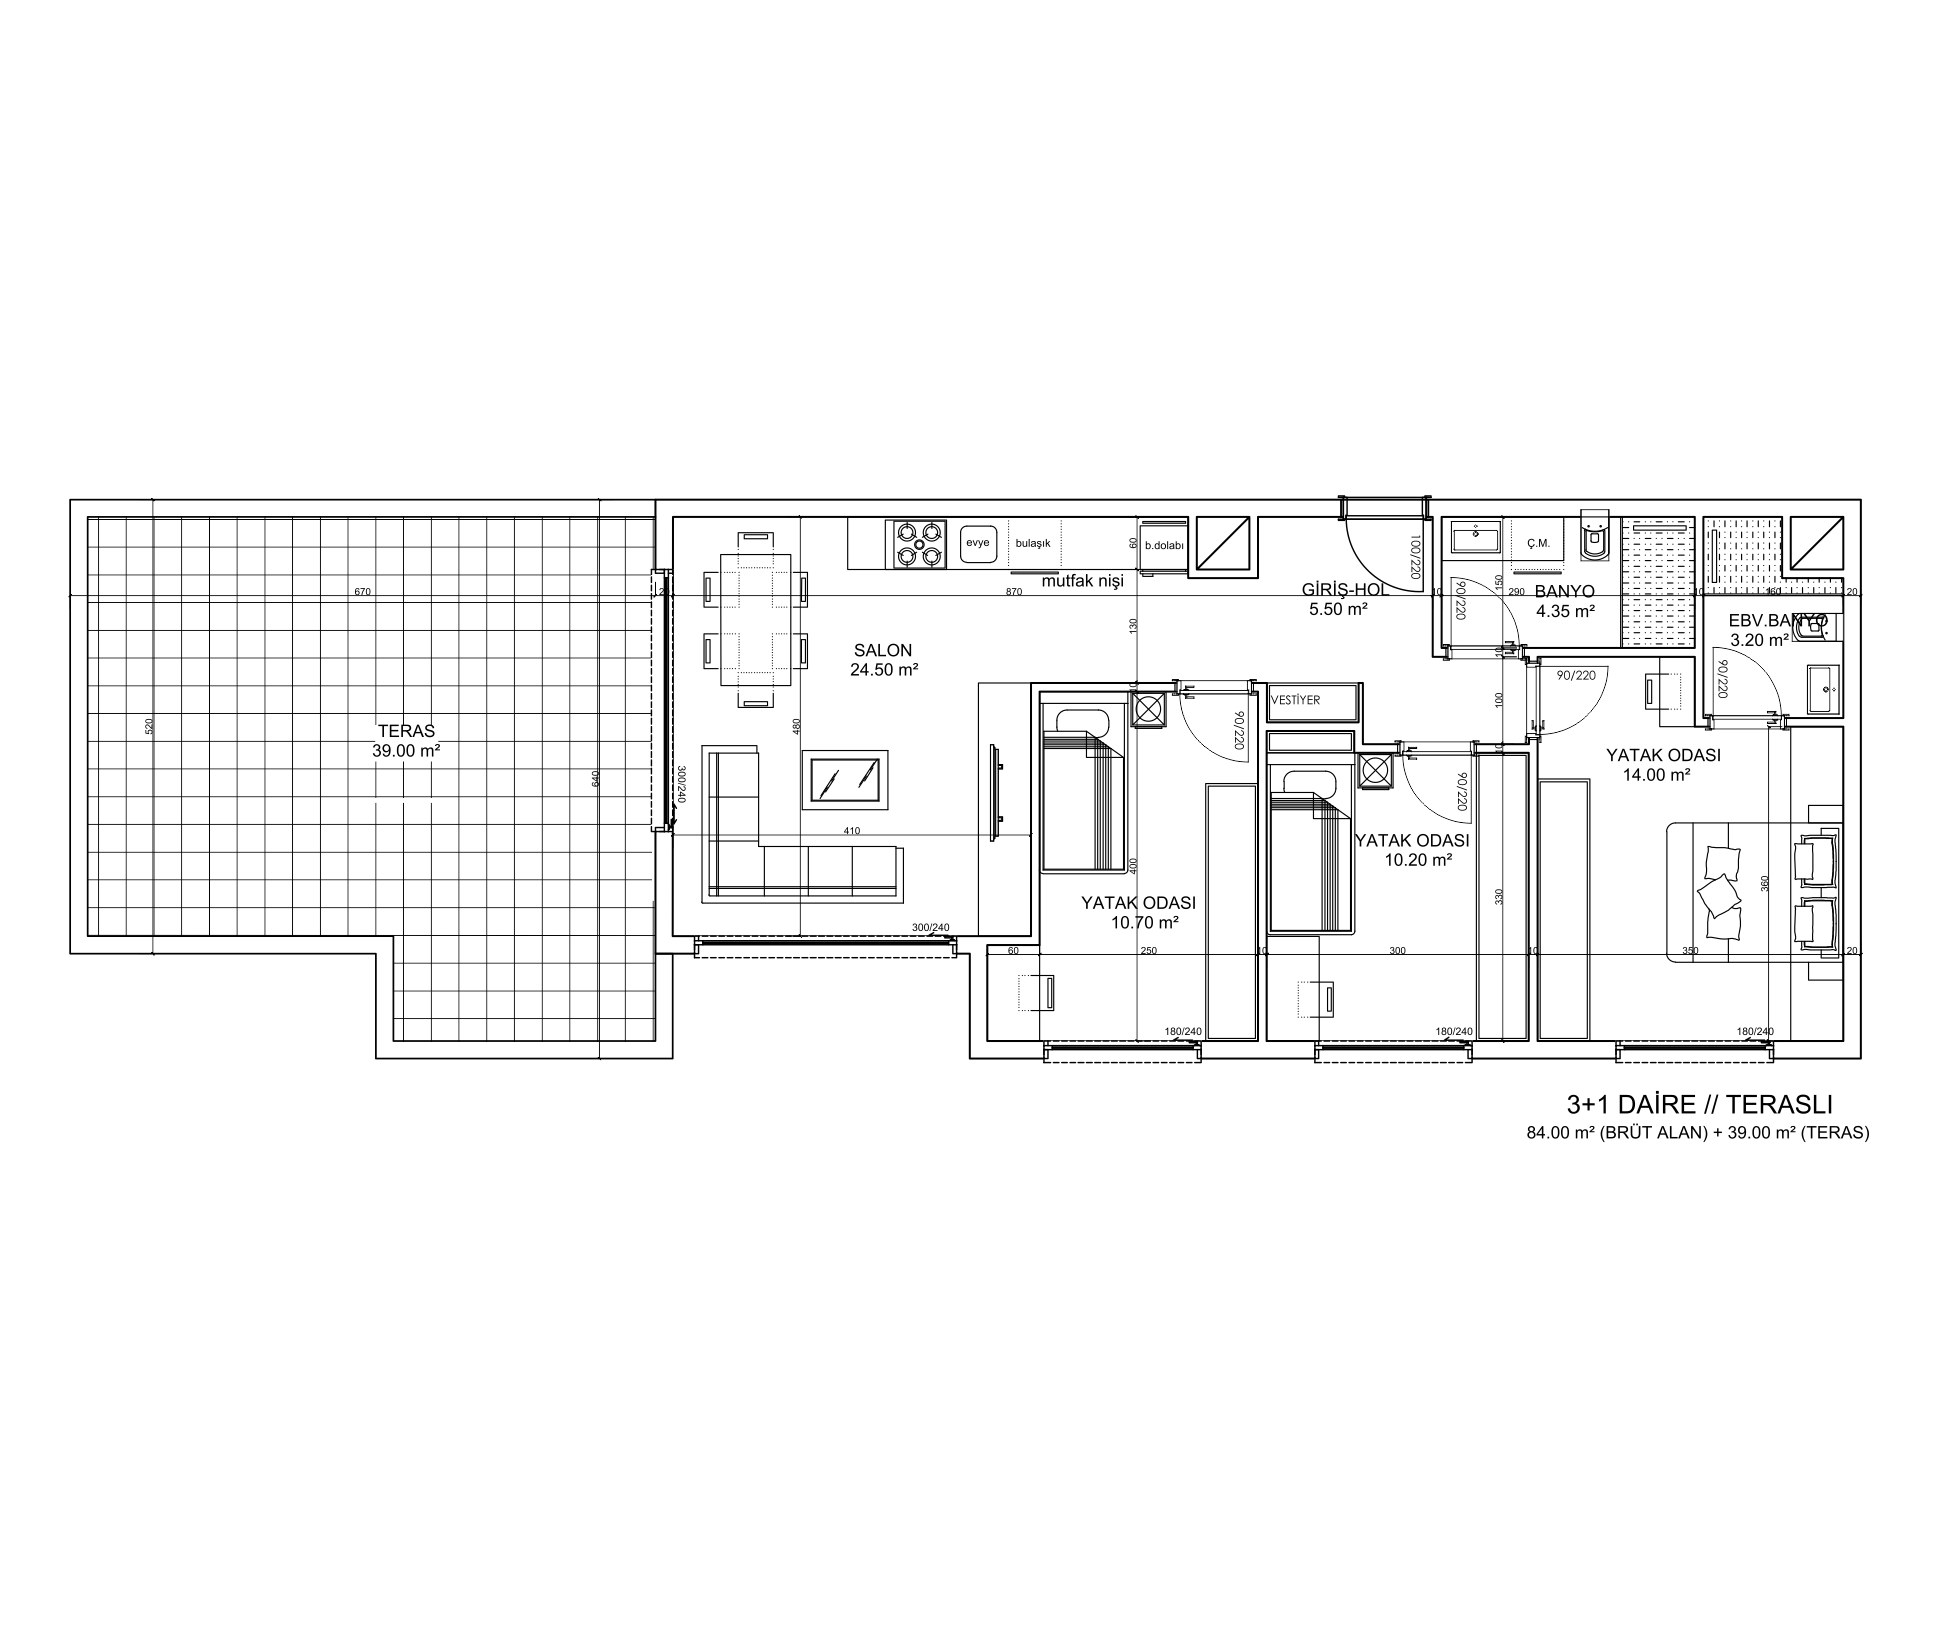 evye
bulaşık
b.dolabı
mutfak nişi
60
100/220
Ç.M.
150
90/220
670
870
GİRİŞ-HOL
5.50 m²
10
290
BANYO
4.35 m²
10
160
20
EBV.BANYO
3.20 m²
130
SALON
24.50 m²
10
10
90/220
90/220
VESTİYER
100
520
TERAS
39.00 m²
480
90/220
10
YATAK ODASI
14.00 m²
640
300/240
90/220
410
YATAK ODASI
10.20 m²
400
360
330
YATAK ODASI
10.70 m²
300/240
60
250
10
300
10
350
20
180/240
180/240
180/240
3+1 DAİRE // TERASLI
84.00 m² (BRÜT ALAN) + 39.00 m² (TERAS)